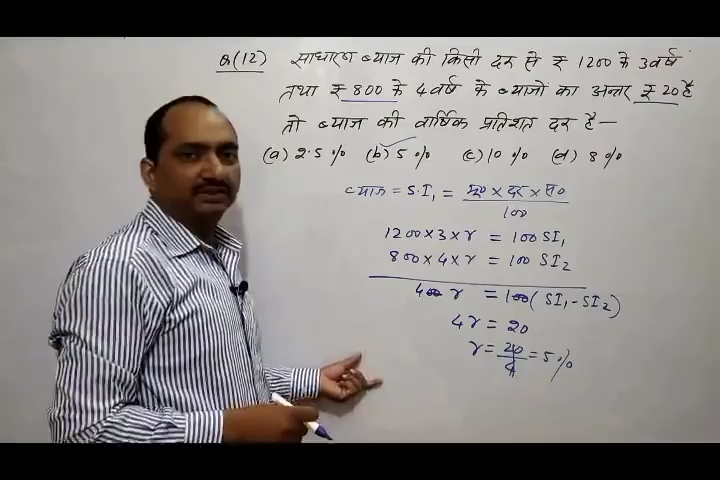 Q(12) साधारण ब्याज की किसी दर से ₹ 1200 के 3 वर्ष
तथा ₹ 800 के 4 वर्ष के ब्याजों का अन्तर ₹ 20 है
तो ब्याज की वार्षिक प्रतिशत दर है—
(a) 2.5 % (b) 5 % (c) 10 % (d) 8 %
ब्याज = S.I₁ = मू० × दर × स० / 100
1200 × 3 × r = 100 SI₁
800 × 4 × r = 100 SI₂
400 r = 100 (SI₁ - SI₂)
4r = 20
r = 20/4 = 5 %